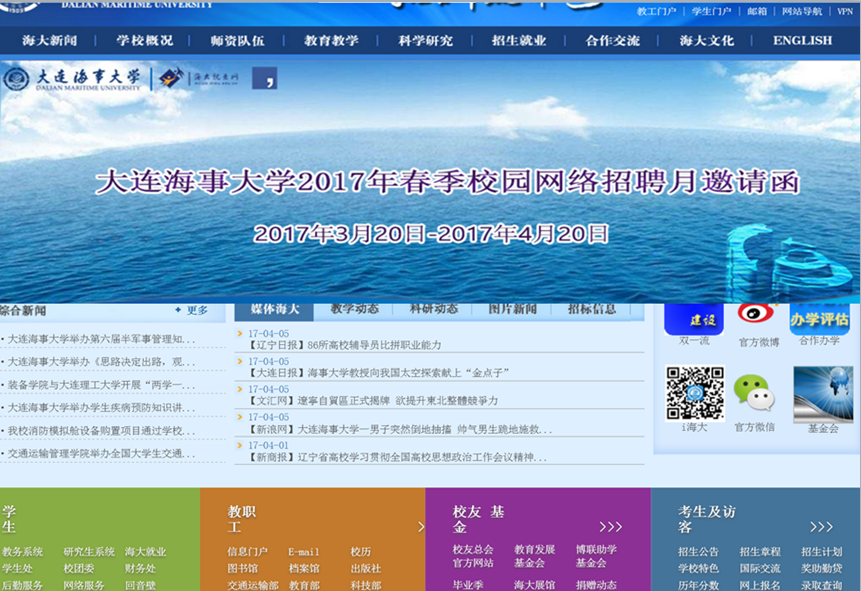 DALIAN MARITIME UNIVERSITY
教工门户 | 学生门户 | 邮箱 | 网站导航 | VPN
海大新闻 学校概况 师资队伍 教育教学 科学研究 招生就业 合作交流 海大文化 ENGLISH
大连海事大学
DALIAN MARITIME UNIVERSITY
大连海事大学2017年春季校园网络招聘月邀请函
2017年3月20日-2017年4月20日
综合新闻 更多
· 大连海事大学举办第六届半军事管理知...
· 大连海事大学举办《思路决定出路，观...
· 装备学院与大连理工大学开展“两学一...
· 大连海事大学举办学生疾病预防知识讲...
· 我校消防模拟舱设备购置项目通过学校...
· 交通运输管理学院举办全国大学生交通...
媒体海大 教学动态 科研动态 图片新闻 招标信息
17-04-05
【辽宁日报】86所高校辅导员比拼职业能力
17-04-05
【大连日报】海事大学教授向我国太空探索献上“金点子”
17-04-05
【文汇网】遼寧自貿區正式揭牌 欲提升東北整體競爭力
17-04-05
【新浪网】大连海事大学一男子突然倒地抽搐 帅气男生跪地施救...
17-04-01
【新商报】辽宁省高校学习贯彻全国高校思想政治工作会议精神...
建设
办学评估
双一流 官方微博 合作办学
i海大 官方微信 基金会
学
生
教务系统 研究生系统 海大就业
学生处 校团委 财务处
后勤服务 网络服务 回音壁
教职
工 >
信息门户 E-mail 校历
图书馆 档案馆 出版社
交通运输部 教育部 科技部
校友 基
金 >>>
校友总会 教育发展 博联助学
官方网站 基金会 基金会
毕业季 海大展馆 捐赠动态
考生及访
客 >>>
招生公告 招生章程 招生计划
学校特色 国际交流 奖助勤贷
历年分数 网上报名 录取查询